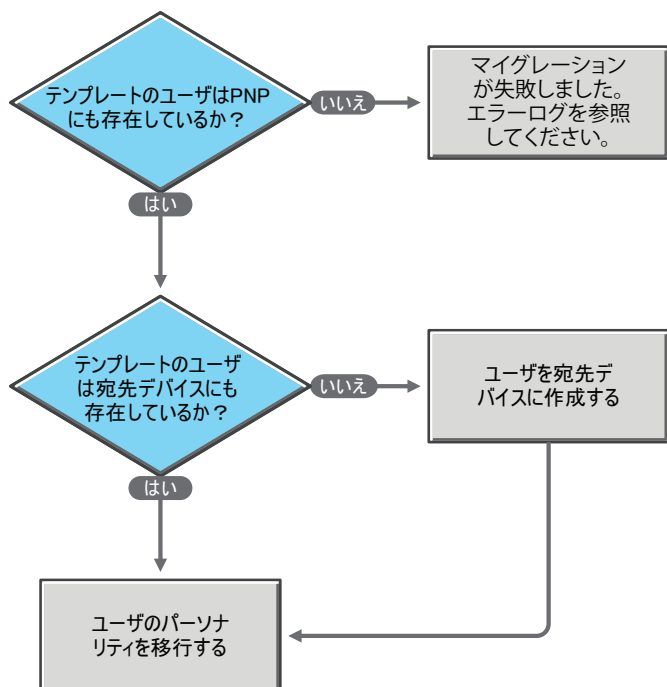 テンプレートのユーザはPNP
にも存在しているか？
いいえ
マイグレーション
が失敗しました。
エラーログを参照
してください。
はい
テンプレートのユーザ
は宛先デバイスにも
存在しているか？
いいえ
ユーザを宛先デ
バイスに作成する
はい
ユーザのパーソナ
リティを移行する